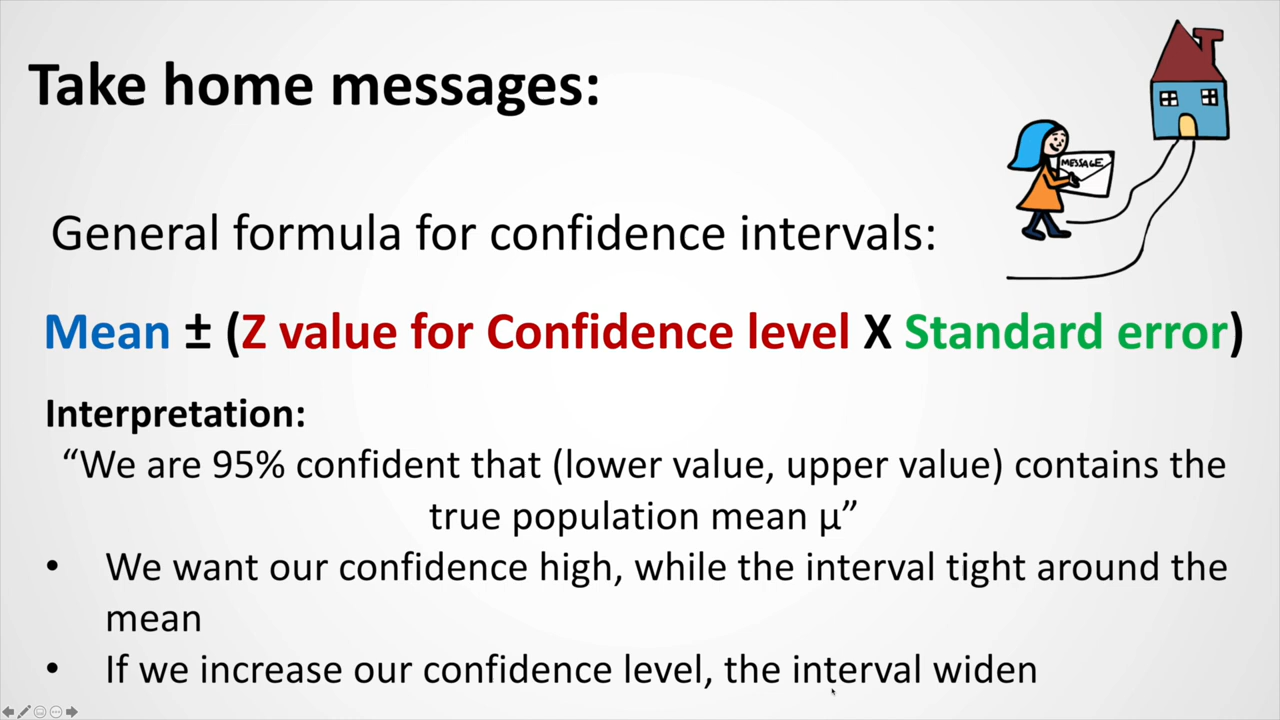 Take home messages:
MESSAGE
General formula for confidence intervals:
Mean ± (Z value for Confidence level X Standard error)
Interpretation:
“We are 95% confident that (lower value, upper value) contains the
true population mean µ”
• We want our confidence high, while the interval tight around the
mean
• If we increase our confidence level, the interval widen